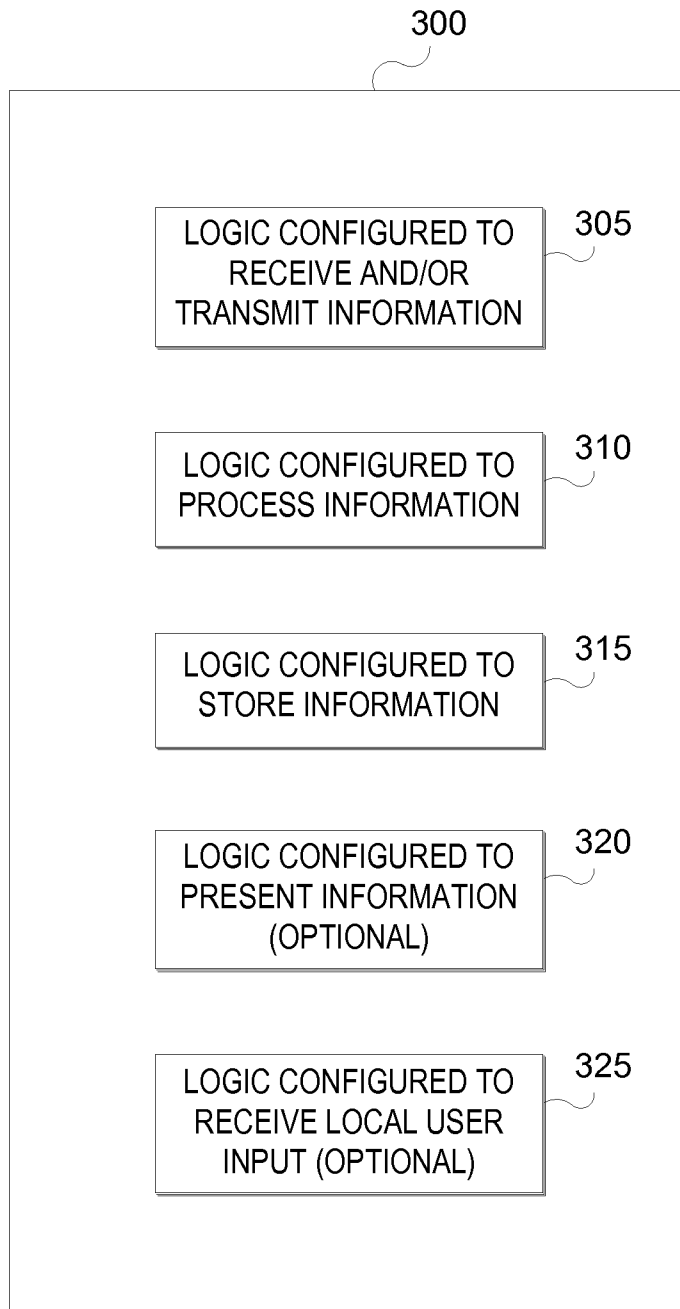 300
LOGIC CONFIGURED TO
RECEIVE AND/OR
TRANSMIT INFORMATION
305
LOGIC CONFIGURED TO
PROCESS INFORMATION
310
LOGIC CONFIGURED TO
STORE INFORMATION
315
LOGIC CONFIGURED TO
PRESENT INFORMATION
(OPTIONAL)
320
LOGIC CONFIGURED TO
RECEIVE LOCAL USER
INPUT (OPTIONAL)
325